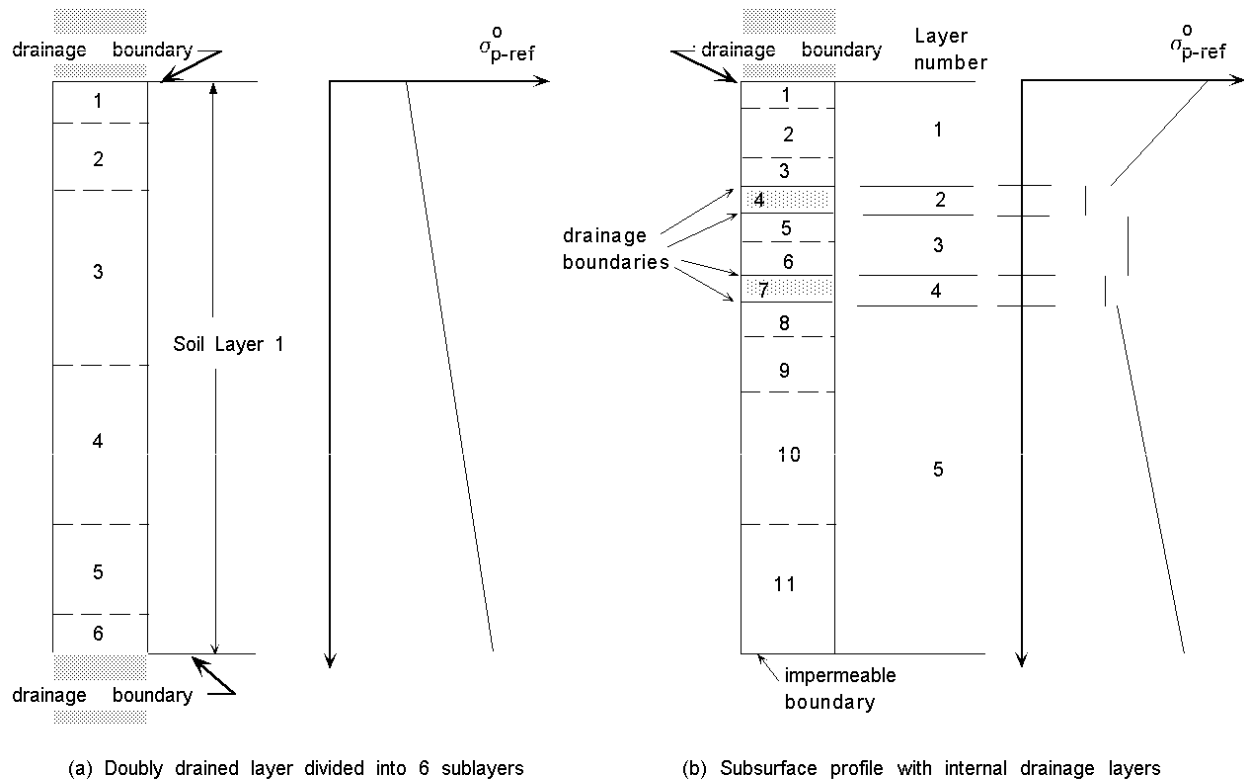 drainage boundary
σ°p-ref
1
2
3
4
5
6
Soil Layer 1
drainage boundary
(a) Doubly drained layer divided into 6 sublayers
drainage boundary
Layer number
σ°p-ref
1
2
3
4
5
6
7
8
9
10
11
1
2
3
4
5
drainage
boundaries
impermeable
boundary
(b) Subsurface profile with internal drainage layers